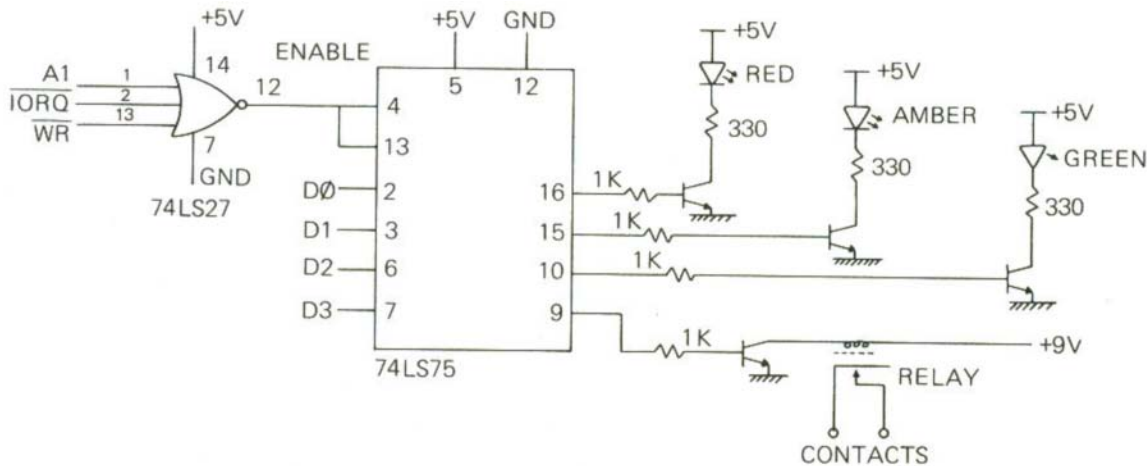 +5V
14
A1 1
IORQ 2
WR 13
12
7
GND
74LS27
ENABLE
+5V GND
5 12
4
13
DØ 2
D1 3
D2 6
D3 7
16
15
10
9
74LS75
1K
1K
1K
1K
+5V
RED
330
+5V
AMBER
330
+5V
GREEN
330
+9V
RELAY
CONTACTS